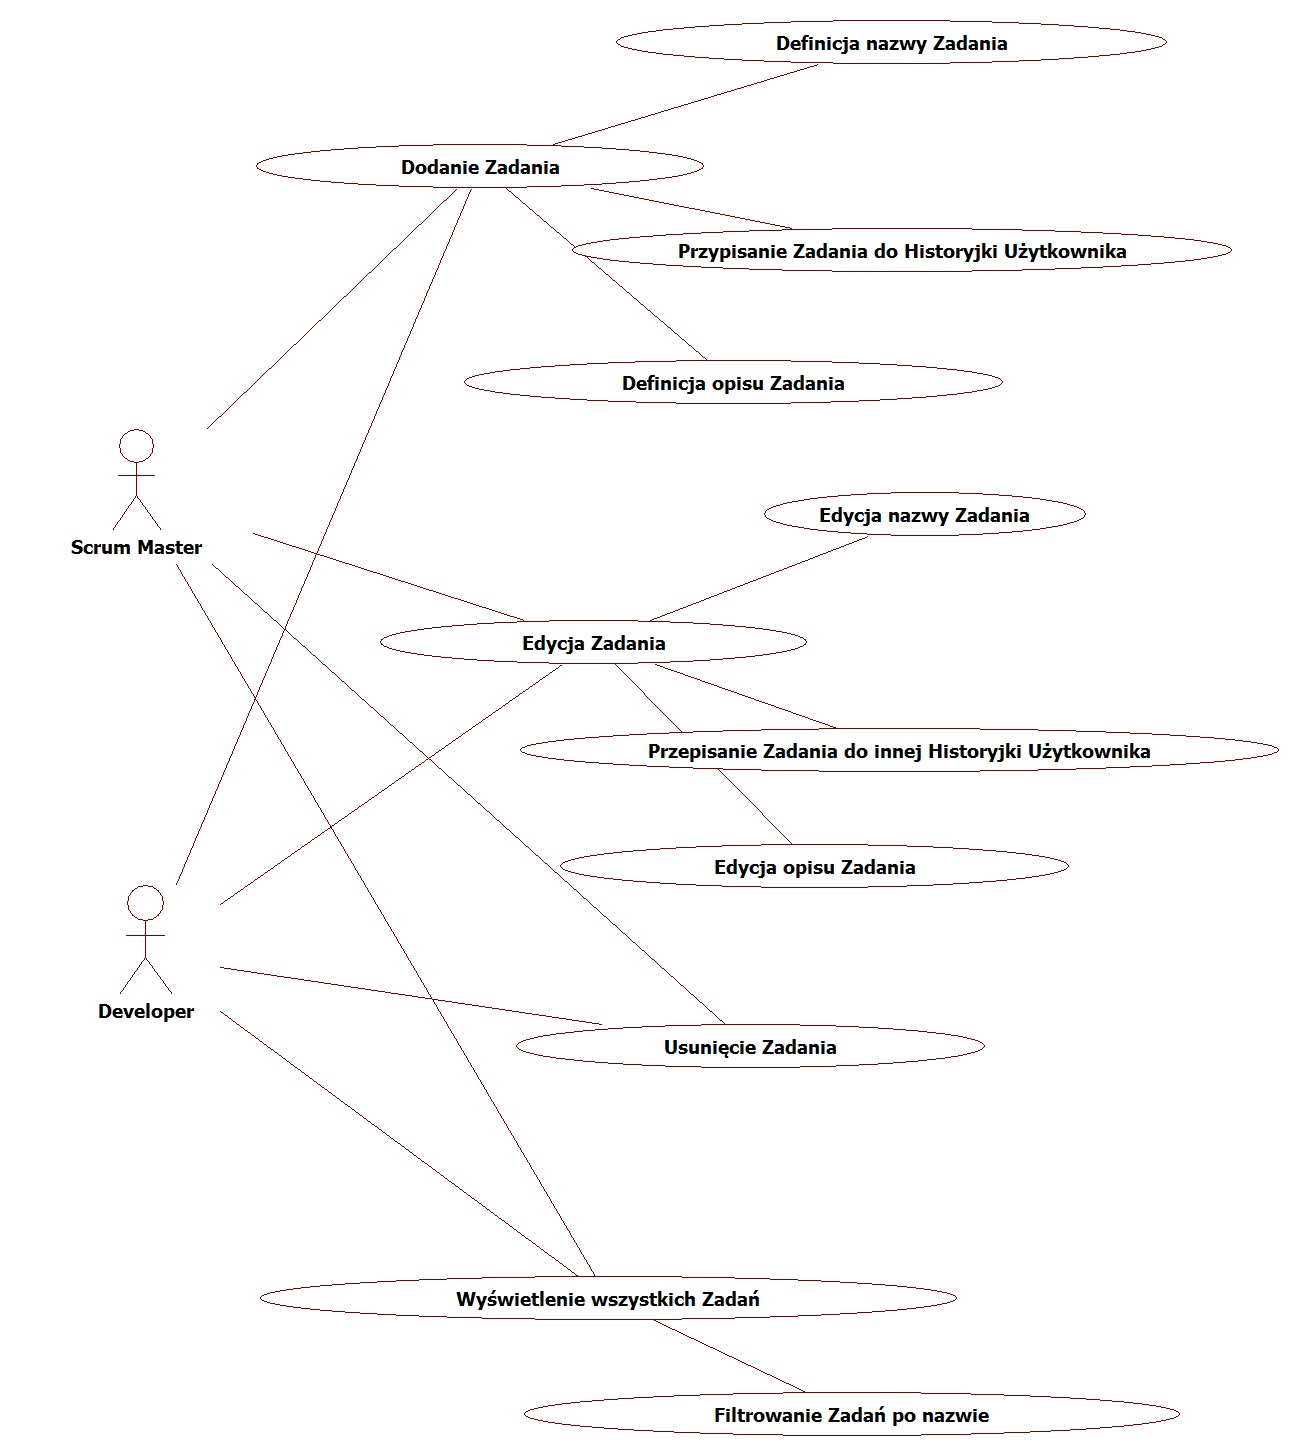 Definicja nazwy Zadania
Dodanie Zadania
Przypisanie Zadania do Historyjki Użytkownika
Definicja opisu Zadania
Scrum Master
Edycja nazwy Zadania
Edycja Zadania
Przepisanie Zadania do innej Historyjki Użytkownika
Edycja opisu Zadania
Developer
Usunięcie Zadania
Wyświetlenie wszystkich Zadań
Filtrowanie Zadań po nazwie